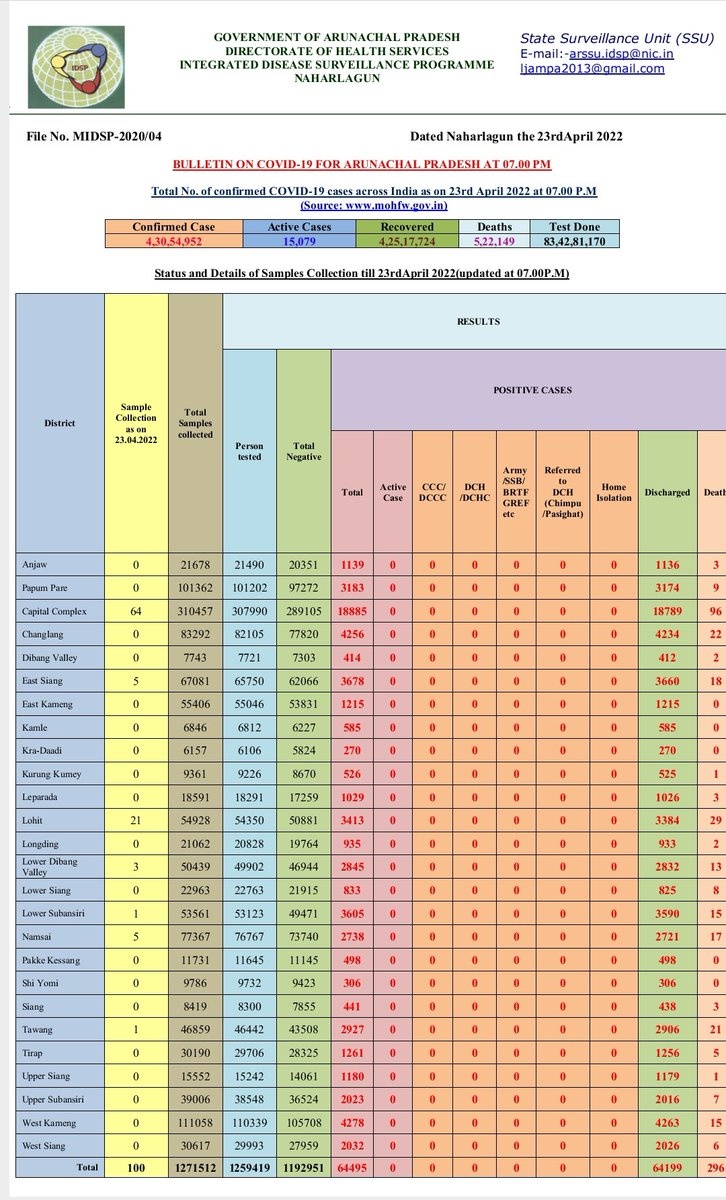 IDSP
GOVERNMENT OF ARUNACHAL PRADESH
DIRECTORATE OF HEALTH SERVICES
INTEGRATED DISEASE SURVEILLANCE PROGRAMME
NAHARLAGUN
State Surveillance Unit (SSU)
E-mail:-arssu.idsp@nic.in
ljampa2013@gmail.com
File No. MIDSP-2020/04 Dated Naharlagun the 23rdApril 2022
BULLETIN ON COVID-19 FOR ARUNACHAL PRADESH AT 07.00 PM
Total No. of confirmed COVID-19 cases across India as on 23rd April 2022 at 07.00 P.M
(Source: www.mohfw.gov.in)
Confirmed Case Active Cases Recovered Deaths Test Done
4,30,54,952 15,079 4,25,17,724 5,22,149 83,42,81,170
Status and Details of Samples Collection till 23rdApril 2022(updated at 07.00P.M)
District
Sample
Collection
as on
23.04.2022
Total
Samples
collected
RESULTS
Person
tested
Total
Negative
POSITIVE CASES
Total
Active
Case
CCC/
DCCC
DCH
/DCHC
Army
/SSB/
BRTF
GREF
etc
Referred
to
DCH
(Chimpu
/Pasighat)
Home
Isolation
Discharged
Death
Anjaw 0 21678 21490 20351 1139 0 0 0 0 0 0 1136 3
Papum Pare 0 101362 101202 97272 3183 0 0 0 0 0 0 3174 9
Capital Complex 64 310457 307990 289105 18885 0 0 0 0 0 0 18789 96
Changlang 0 83292 82105 77820 4256 0 0 0 0 0 0 4234 22
Dibang Valley 0 7743 7721 7303 414 0 0 0 0 0 0 412 2
East Siang 5 67081 65750 62066 3678 0 0 0 0 0 0 3660 18
East Kameng 0 55406 55046 53831 1215 0 0 0 0 0 0 1215 0
Kamle 0 6846 6812 6227 585 0 0 0 0 0 0 585 0
Kra-Daadi 0 6157 6106 5824 270 0 0 0 0 0 0 270 0
Kurung Kumey 0 9361 9226 8670 526 0 0 0 0 0 0 525 1
Leparada 0 18591 18291 17259 1029 0 0 0 0 0 0 1026 3
Lohit 21 54928 54350 50881 3413 0 0 0 0 0 0 3384 29
Longding 0 21062 20828 19764 935 0 0 0 0 0 0 933 2
Lower Dibang
Valley 3 50439 49902 46944 2845 0 0 0 0 0 0 2832 13
Lower Siang 0 22963 22763 21915 833 0 0 0 0 0 0 825 8
Lower Subansiri 1 53561 53123 49471 3605 0 0 0 0 0 0 3590 15
Namsai 5 77367 76767 73740 2738 0 0 0 0 0 0 2721 17
Pakke Kessang 0 11731 11645 11145 498 0 0 0 0 0 0 498 0
Shi Yomi 0 9786 9732 9423 306 0 0 0 0 0 0 306 0
Siang 0 8419 8300 7855 441 0 0 0 0 0 0 438 3
Tawang 1 46859 46442 43508 2927 0 0 0 0 0 0 2906 21
Tirap 0 30190 29706 28325 1261 0 0 0 0 0 0 1256 5
Upper Siang 0 15552 15242 14061 1180 0 0 0 0 0 0 1179 1
Upper Subansiri 0 39006 38548 36524 2023 0 0 0 0 0 0 2016 7
West Kameng 0 111058 110339 105708 4278 0 0 0 0 0 0 4263 15
West Siang 0 30617 29993 27959 2032 0 0 0 0 0 0 2026 6
Total 100 1271512 1259419 1192951 64495 0 0 0 0 0 0 64199 296